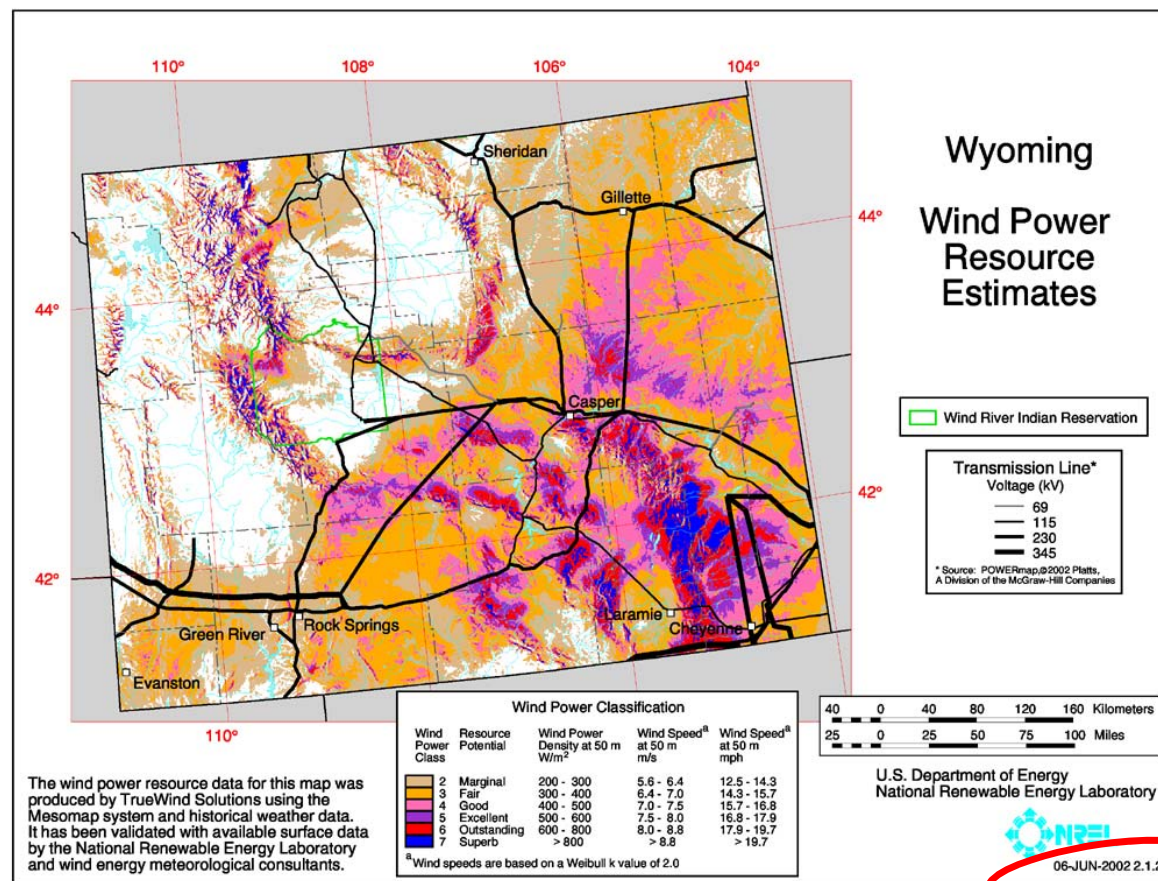 110°
108°
106°
104°
Wyoming
Wind Power
Resource
Estimates
Sheridan
Gillette
44°
44°
Casper
Wind River Indian Reservation
Transmission Line*
Voltage (kV)
69
115
230
345
* Source: POWERmap,©2002 Platts,
A Division of the McGraw-Hill Companies
42°
42°
Green River
Rock Springs
Laramie
Cheyenne
Evanston
110°
Wind Power Classification
Wind Power Class Resource Potential Wind Power Density at 50 m W/m2 Wind Speed a at 50 m m/s Wind Speed a at 50 m mph
2 Marginal 200 - 300 5.6 - 6.4 12.5 - 14.3
3 Fair 300 - 400 6.4 - 7.0 14.3 - 15.7
4 Good 400 - 500 7.0 - 7.5 15.7 - 16.8
5 Excellent 500 - 600 7.5 - 8.0 16.8 - 17.9
6 Outstanding 600 - 800 8.0 - 8.8 17.9 - 19.7
7 Superb > 800 > 8.8 > 19.7
a Wind speeds are based on a Weibull k value of 2.0
40 0 40 80 120 160 Kilometers
25 0 25 50 75 100 Miles
The wind power resource data for this map was
produced by TrueWind Solutions using the
Mesomap system and historical weather data.
It has been validated with available surface data
by the National Renewable Energy Laboratory
and wind energy meteorological consultants.
U.S. Department of Energy
National Renewable Energy Laboratory
NREL
06-JUN-2002 2.1.2